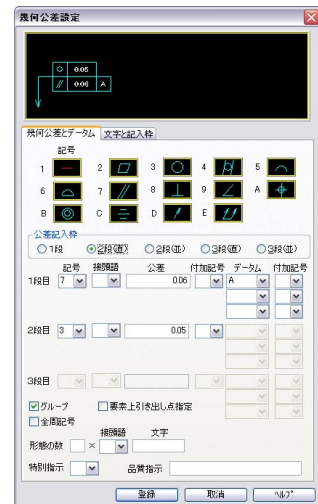 幾何公差設定
○ 0.05
// 0.06 A
幾何公差とデータム 文字と記入枠
記号
1 2 3 4 5
6 7 8 9 A
B C D E
公差記入枠
1段 2段(直) 2段(並) 3段(直) 3段(並)
記号 接頭語 公差 付加記号 データム 付加記号
1段目 7 0.06 A
2段目 3 0.05
3段目
グループ 要素上引き出し点指定
全周記号
接頭語 文字
形態の数 ×
特別指示 品質指示
登録 取消 ヘルプ